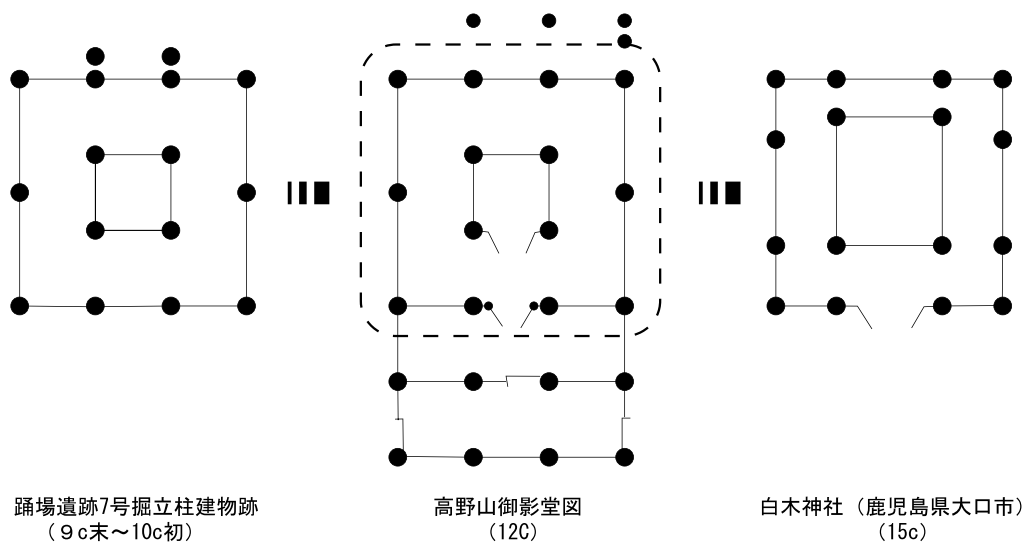 踊場遺跡7号掘立柱建物跡
（９c末～10c初）
高野山御影堂図
（12C）
白木神社（鹿児島県大口市）
（15c）